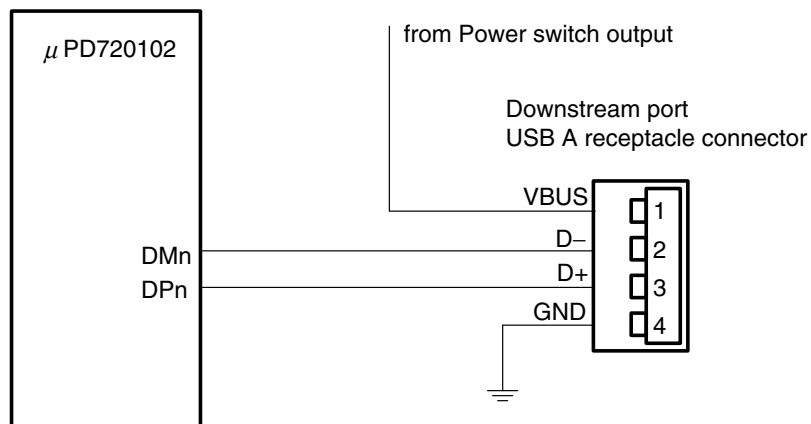 μ PD720102
from Power switch output
Downstream port
USB A receptacle connector
VBUS
1
DMn
D−
2
DPn
D+
3
GND
4